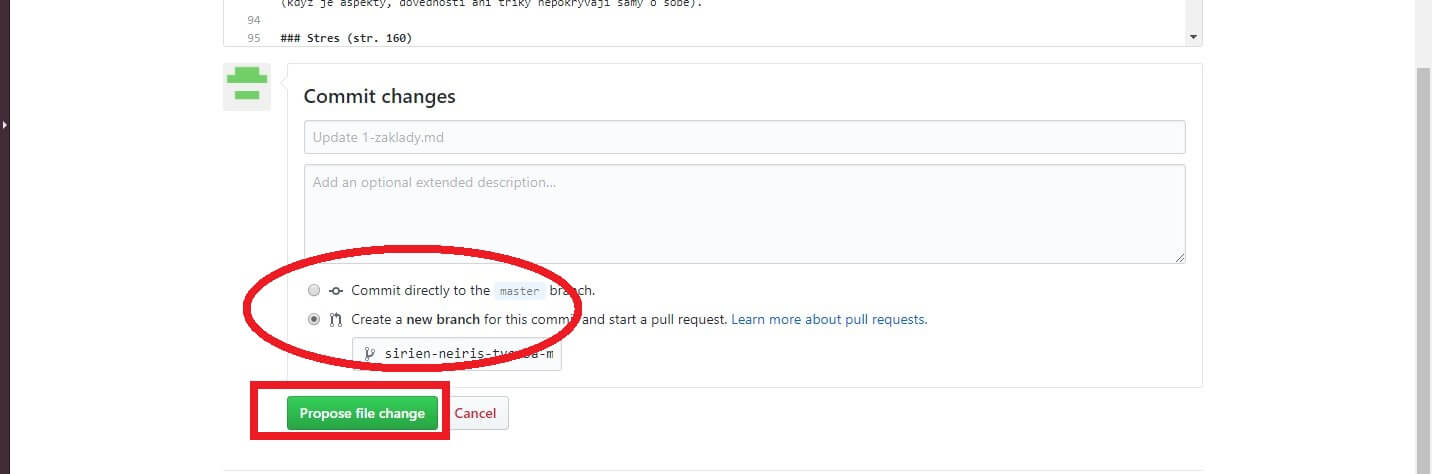 (když je aspekty, dovednosti ani triky nepokrývají samy o sobě).
94
95 ### Stres (str. 160)
Commit changes
Update 1-zaklady.md
Add an optional extended description...
Commit directly to the master branch.
Create a new branch for this commit and start a pull request. Learn more about pull requests.
sirien-neiris-
Propose file change Cancel